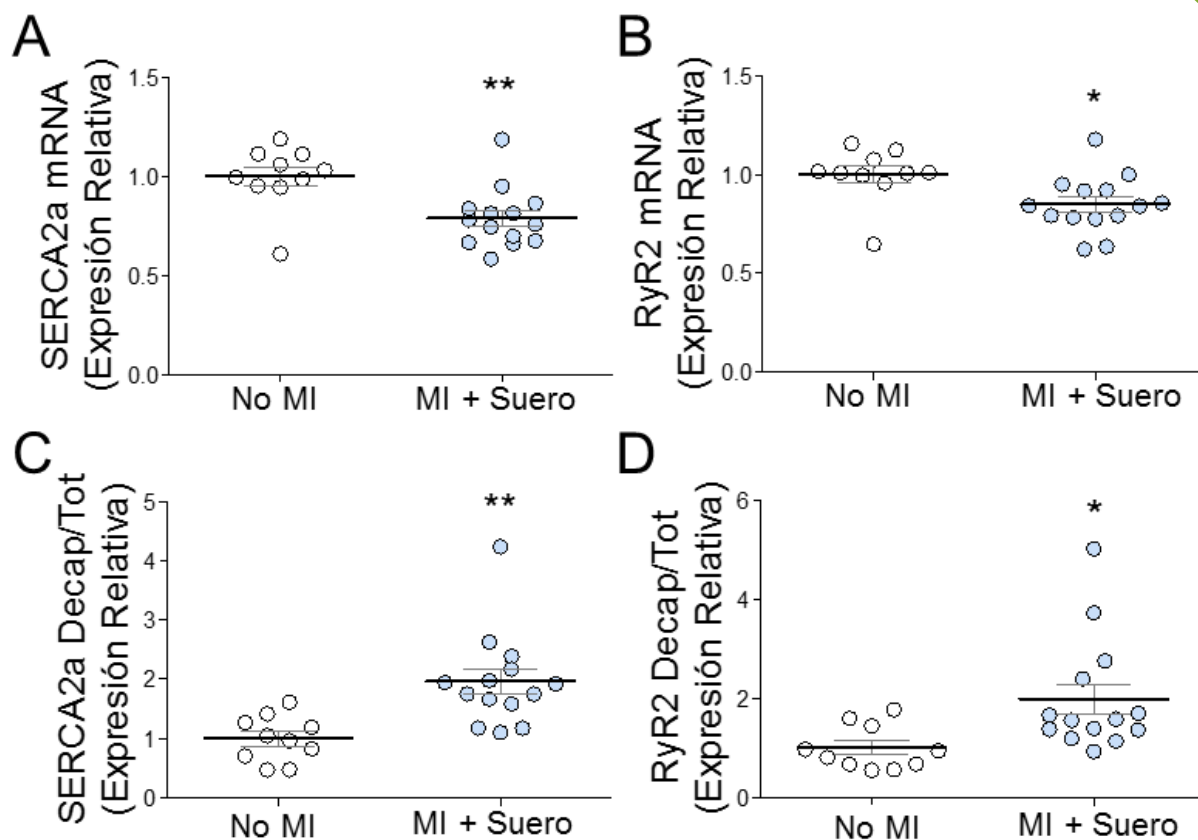 A
SERCA2a mRNA
(Expresión Relativa)
1.5
1.0
0.5
0.0
**
No MI
MI + Suero
B
RyR2 mRNA
(Expresión Relativa)
1.5
1.0
0.5
0.0
*
No MI
MI + Suero
C
SERCA2a Decap/Tot
(Expresión Relativa)
5
4
3
2
1
0
**
No MI
MI + Suero
D
RyR2 Decap/Tot
(Expresión Relativa)
6
4
2
0
*
No MI
MI + Suero